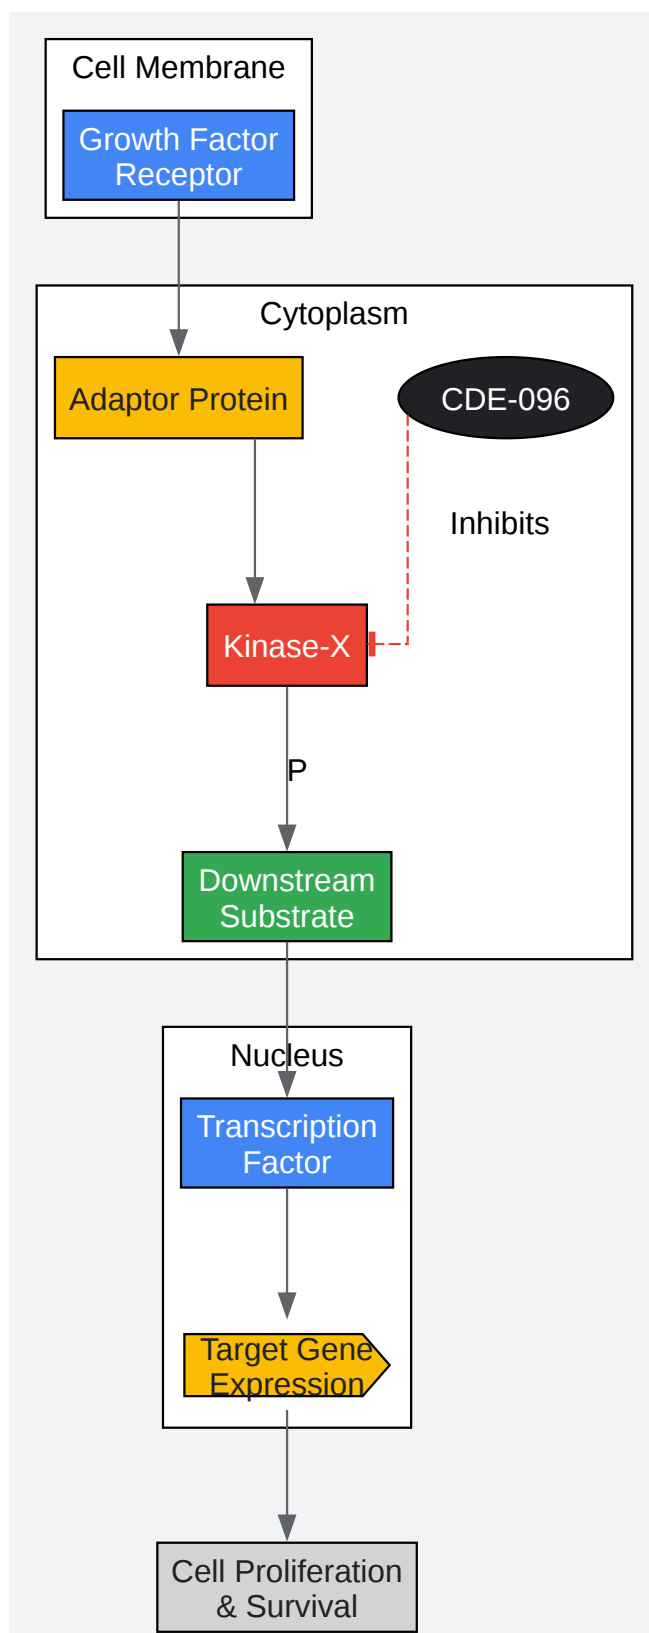 Cell Membrane
Growth Factor
Receptor
Cytoplasm
Adaptor Protein
CDE-096
Inhibits
Kinase-X
P
Downstream
Substrate
Nucleus
Transcription
Factor
Target Gene
Expression
Cell Proliferation
& Survival